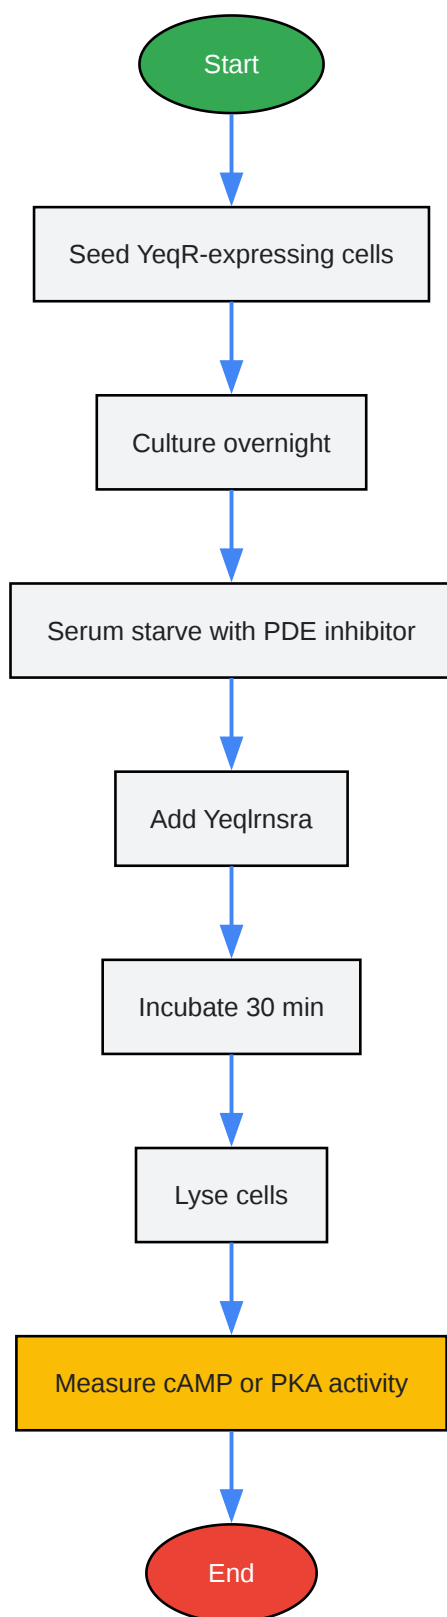 Start
Seed YeqR-expressing cells
Culture overnight
Serum starve with PDE inhibitor
Add Yeqlrnsra
Incubate 30 min
Lyse cells
Measure cAMP or PKA activity
End